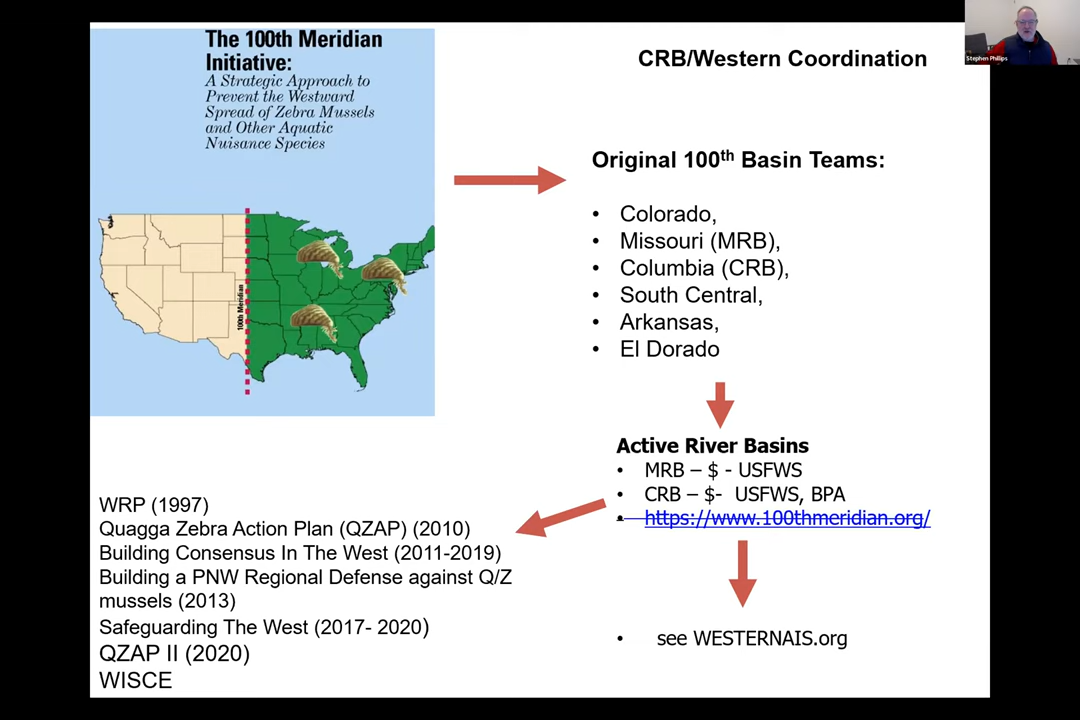 The 100th Meridian
Initiative:
A Strategic Approach to
Prevent the Westward
Spread of Zebra Mussels
and Other Aquatic
Nuisance Species
100th Meridian
CRB/Western Coordination
Stephen Phillips
Original 100th Basin Teams:
• Colorado,
• Missouri (MRB),
• Columbia (CRB),
• South Central,
• Arkansas,
• El Dorado
Active River Basins
• MRB – $ - USFWS
• CRB – $- USFWS, BPA
• https://www.100thmeridian.org/
• see WESTERNAIS.org
WRP (1997)
Quagga Zebra Action Plan (QZAP) (2010)
Building Consensus In The West (2011-2019)
Building a PNW Regional Defense against Q/Z
mussels (2013)
Safeguarding The West (2017- 2020)
QZAP II (2020)
WISCE